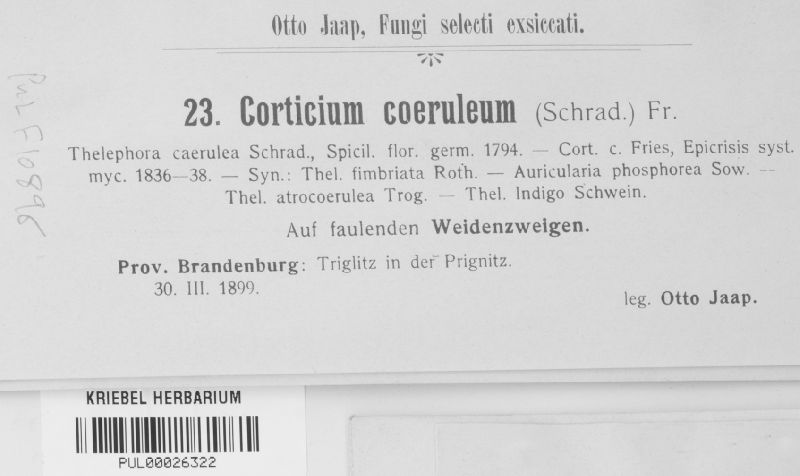 Otto Jaap, Fungi selecti exsiccati.
23. Corticium coeruleum (Schrad.) Fr.
Thelephora caerulea Schrad., Spicil. flor. germ. 1794. — Cort. c. Fries, Epicrisis syst.
myc. 1836—38. — Syn.: Thel. fimbriata Roth. — Auricularia phosphorea Sow. —
Thel. atrocoerulea Trog. — Thel. Indigo Schwein.
Auf faulenden Weidenzweigen.
Prov. Brandenburg: Triglitz in der Prignitz.
30. III. 1899.
leg. Otto Jaap.
PUL F10896
KRIEBEL HERBARIUM
PUL00026322